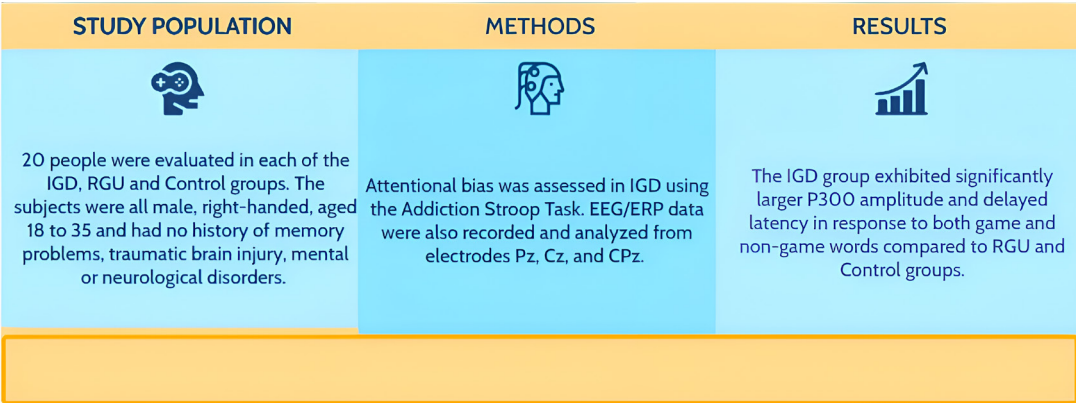 STUDY POPULATION
METHODS
RESULTS
20 people were evaluated in each of the
IGD, RGU and Control groups. The
subjects were all male, right-handed, aged
18 to 35 and had no history of memory
problems, traumatic brain injury, mental
or neurological disorders.
Attentional bias was assessed in IGD using
the Addiction Stroop Task. EEG/ERP data
were also recorded and analyzed from
electrodes Pz, Cz, and CPz.
The IGD group exhibited significantly
larger P300 amplitude and delayed
latency in response to both game and
non-game words compared to RGU and
Control groups.